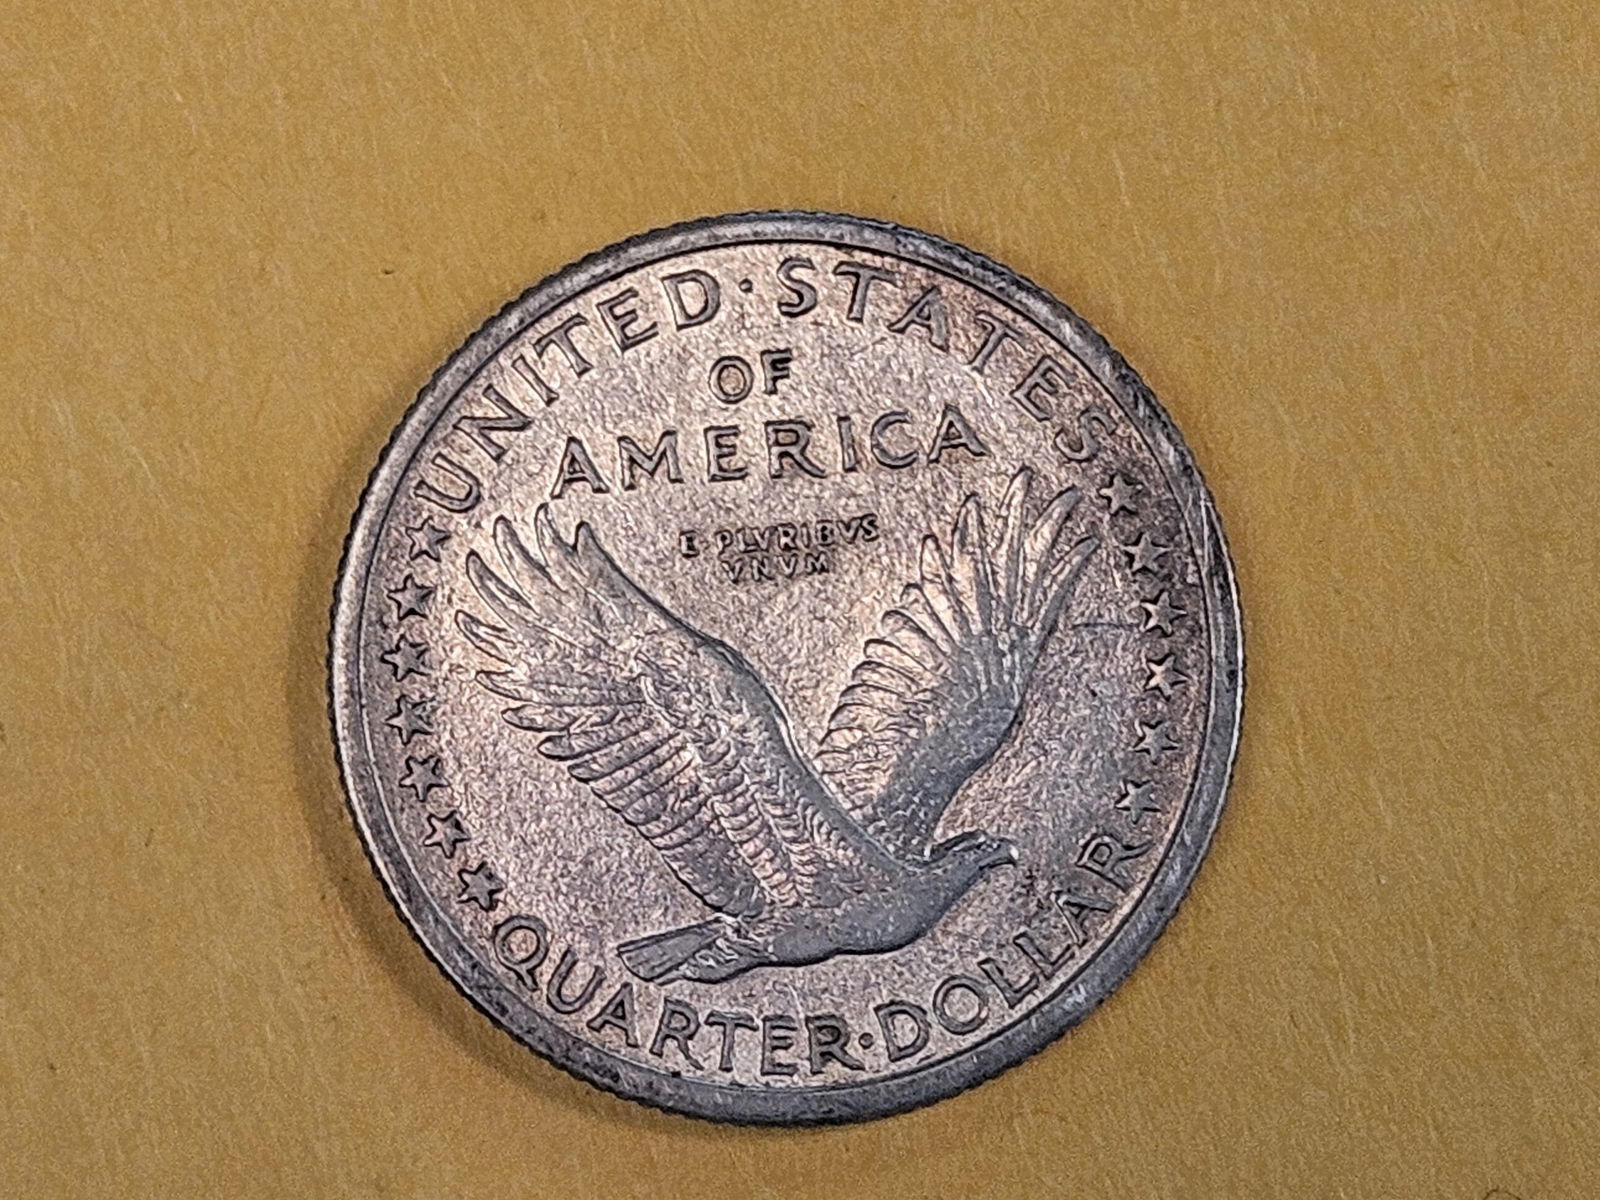 UNITED·STATES
OF
AMERICA
E·PLVRIBVS
VNVM
QUARTER·DOLLAR